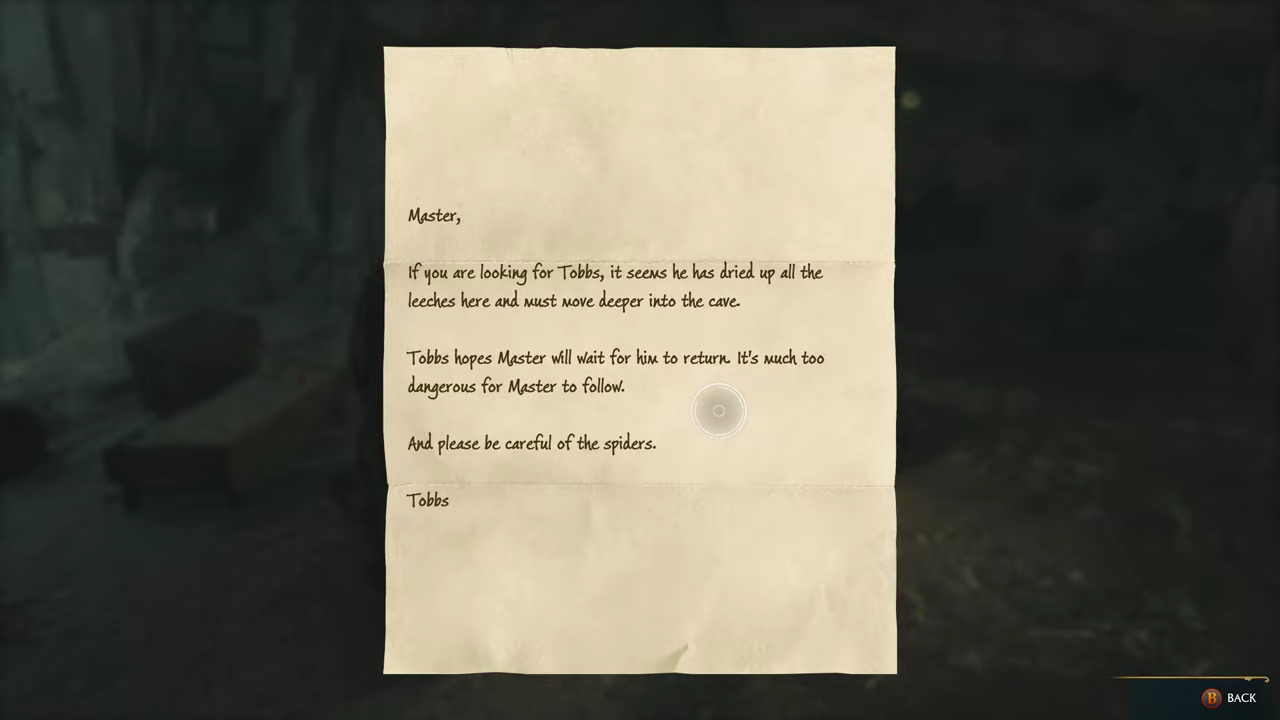 Master,
If you are looking for Tobbs, it seems he has dried up all the
leeches here and must move deeper into the cave.
Tobbs hopes Master will wait for him to return. It's much too
dangerous for Master to follow.
And please be careful of the spiders.
Tobbs
B BACK